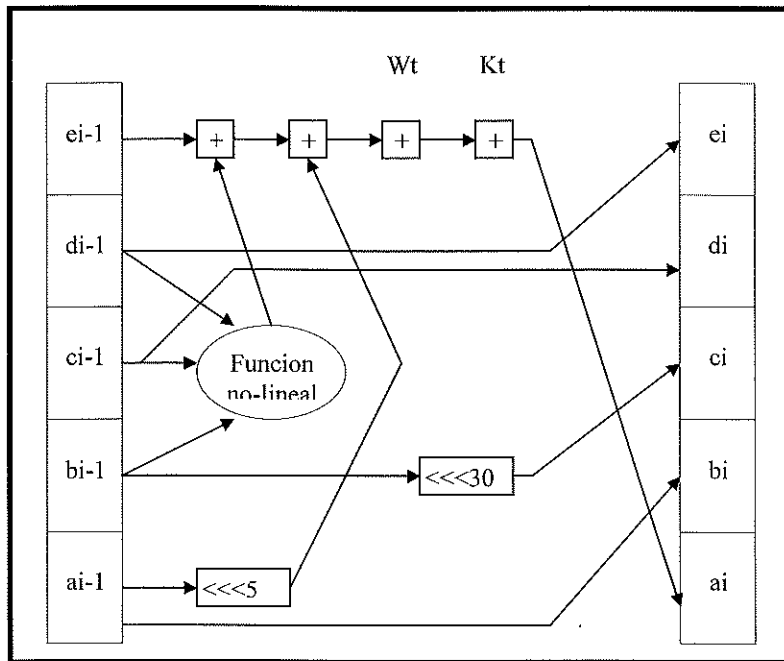 Wt Kt
ei-1 + + + + ei
di-1 di
ci-1 Funcion no-lineal ci
bi-1 <<<30 bi
ai-1 <<<5 ai